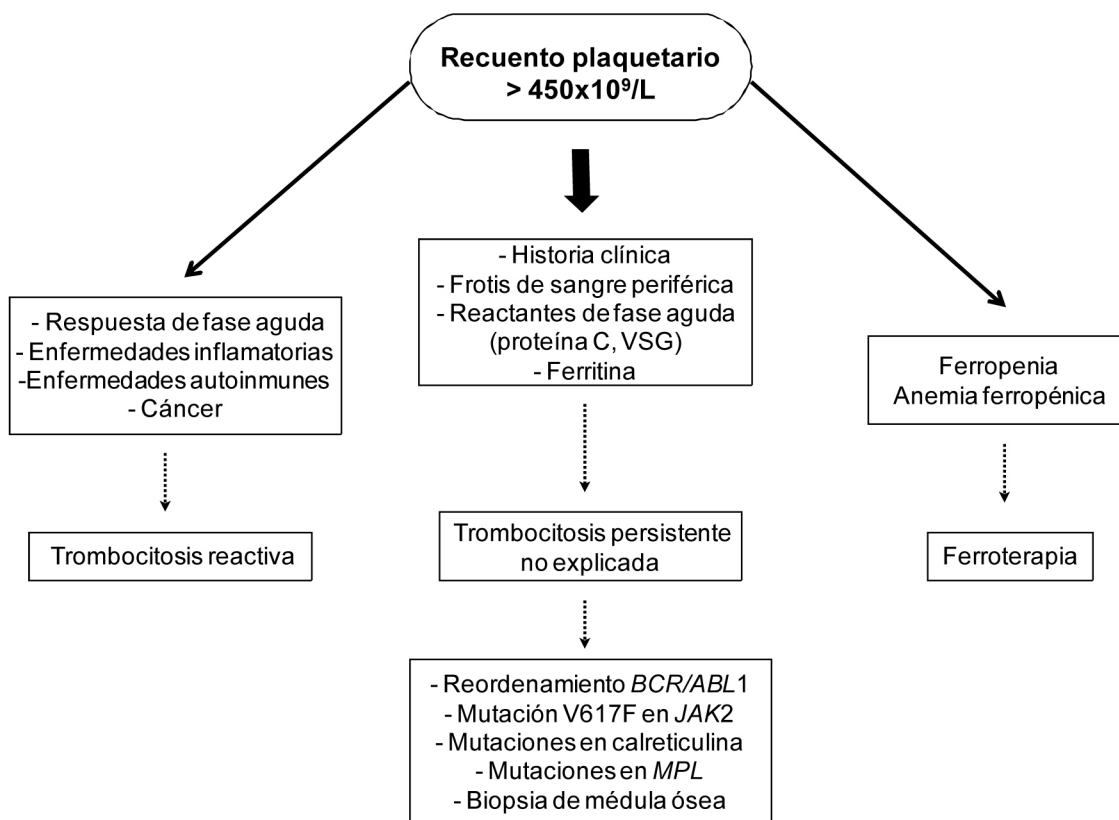 Recuento plaquetario
> 450x10⁹/L
- Respuesta de fase aguda
- Enfermedades inflamatorias
-Enfermedades autoinmunes
- Cáncer
Trombocitosis reactiva
- Historia clínica
- Frotis de sangre periférica
- Reactantes de fase aguda
(proteína C, VSG)
- Ferritina
Trombocitosis persistente
no explicada
- Reordenamiento BCR/ABL1
- Mutación V617F en JAK2
- Mutaciones en calreticulina
- Mutaciones en MPL
- Biopsia de médula ósea
Ferropenia
Anemia ferropénica
Ferroterapia